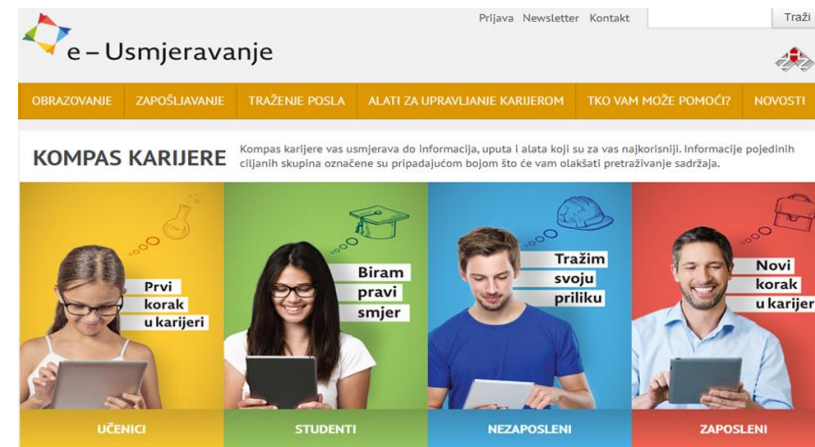 Prijava Newsletter Kontakt Traži
e – Usmjeravanje
OBRAZOVANJE ZAPOŠLJAVANJE TRAŽENJE POSLA ALATI ZA UPRAVLJANJE KARIJEROM TKO VAM MOŽE POMOĆI? NOVOSTI
KOMPAS KARIJERE
Kompas karijere vas usmjerava do informacija, uputa i alata koji su za vas najkorisniji. Informacije pojedinih
ciljanih skupina označene su pripadajućom bojom što će vam olakšati pretraživanje sadržaja.
Prvi
korak
u karijeri
Biram
pravi
smjer
Tražim
svoju
priliku
Novi
korak
u karijer
UČENICI
STUDENTI
NEZAPOSLENI
ZAPOSLENI